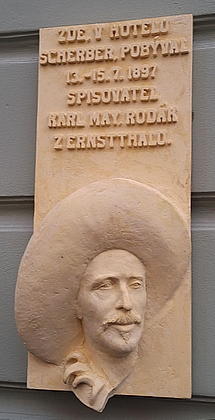 ZDE, V HOTELU
SCHERBER, POBÝVAL
13.-15.7. 1897
SPISOVATEL
KARL MAY, RODÁK
Z ERNSTTHALU.